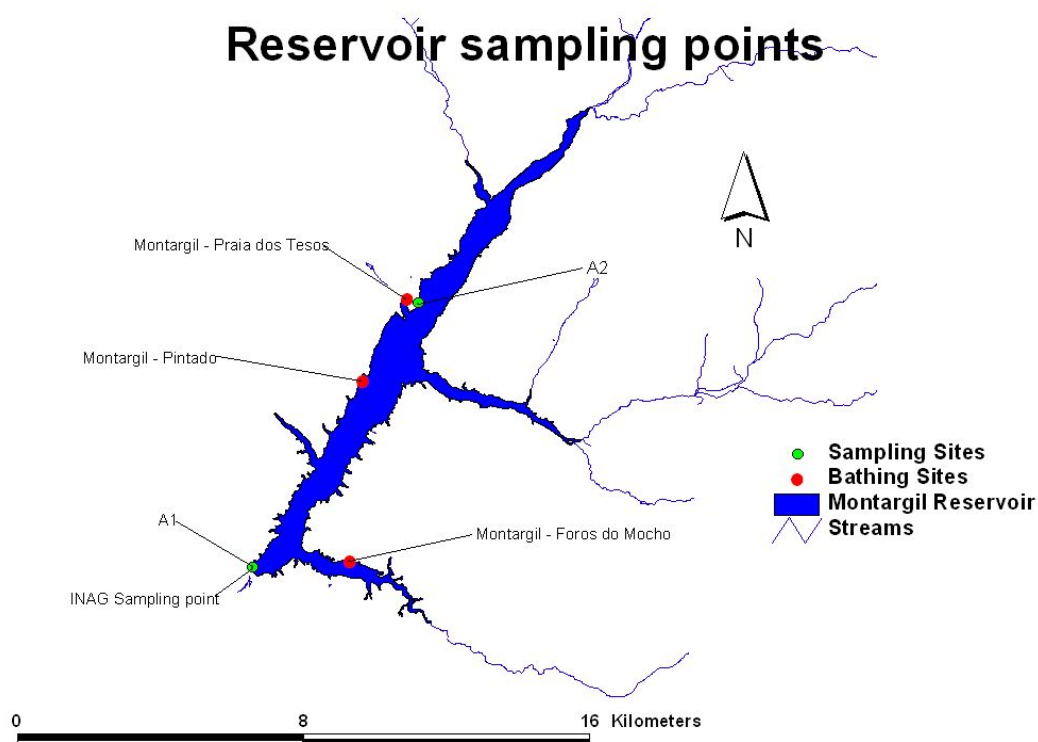 Reservoir sampling points
N
Montargil - Praia dos Tesos
A2
Montargil - Pintado
Sampling Sites
Bathing Sites
Montargil Reservoir
Streams
A1
Montargil - Foros do Mocho
INAG Sampling point
0 8 16 Kilometers